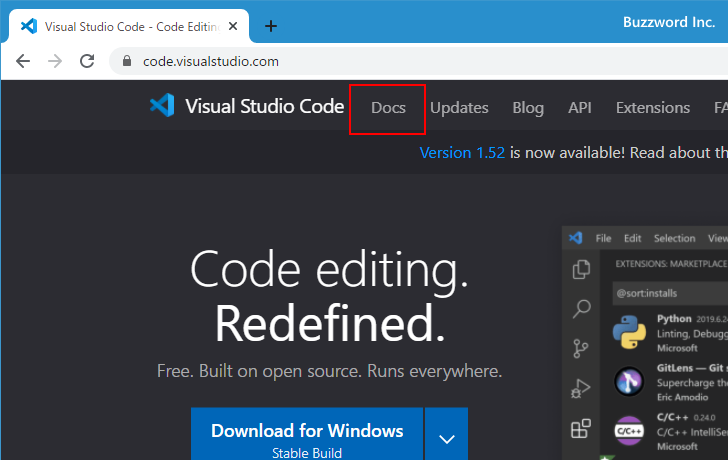 Visual Studio Code - Code Editin
Buzzword Inc.
code.visualstudio.com
Visual Studio Code Docs Updates Blog API Extensions FA
Version 1.52 is now available! Read about th
Code editing.
Redefined.
Free. Built on open source. Runs everywhere.
Download for Windows
Stable Build
File Edit Selection View
EXTENSIONS: MARKETPLACE
@sort:installs
Python 2019.6.24
Linting, Debugg
Microsoft
GitLens — Git s
Supercharge the
Eric Amodio
C/C++ 0.24.0
C/C++ IntelliSen
Microsoft